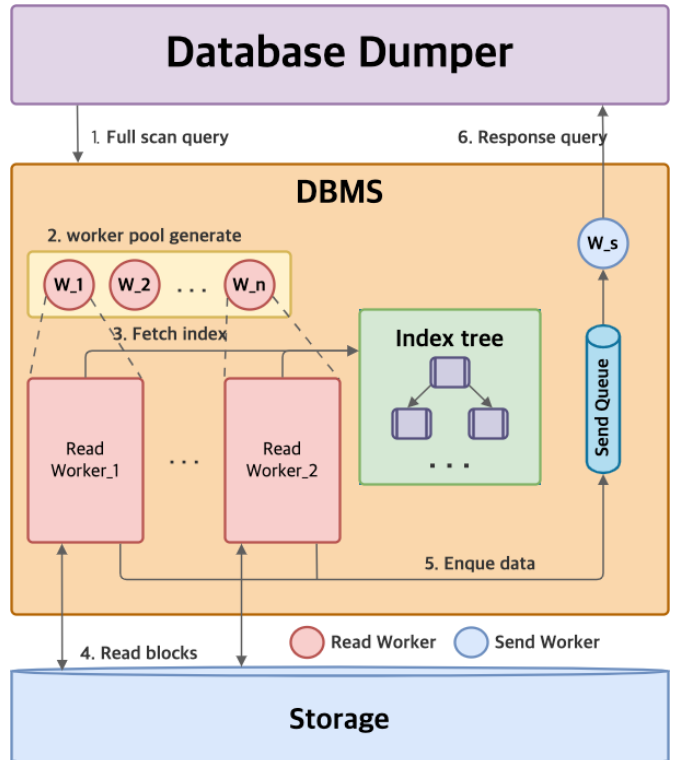 Database Dumper
1. Full scan query
6. Response query
DBMS
2. worker pool generate
W_s
W_1
W_2
. . .
W_n
3. Fetch index
Index tree
Send Queue
Read
Worker_1
. . .
Read
Worker_2
. . .
5. Enque data
4. Read blocks
Read Worker
Send Worker
Storage